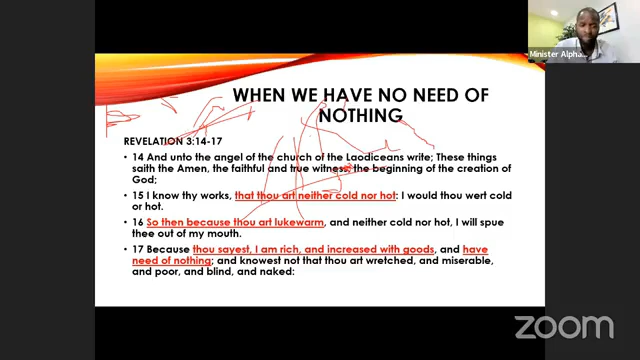 Minister Alpha...
WHEN WE HAVE NO NEED OF
NOTHING
REVELATION 3:14-17
• 14 And unto the angel of the church of the Laodiceans write; These things
saith the Amen, the faithful and true witness, the beginning of the creation of
God;
• 15 I know thy works, that thou art neither cold nor hot: I would thou wert cold
or hot.
• 16 So then because thou art lukewarm, and neither cold nor hot, I will spue
thee out of my mouth.
• 17 Because thou sayest, I am rich, and increased with goods, and have
need of nothing; and knowest not that thou art wretched, and miserable,
and poor, and blind, and naked:
zoom